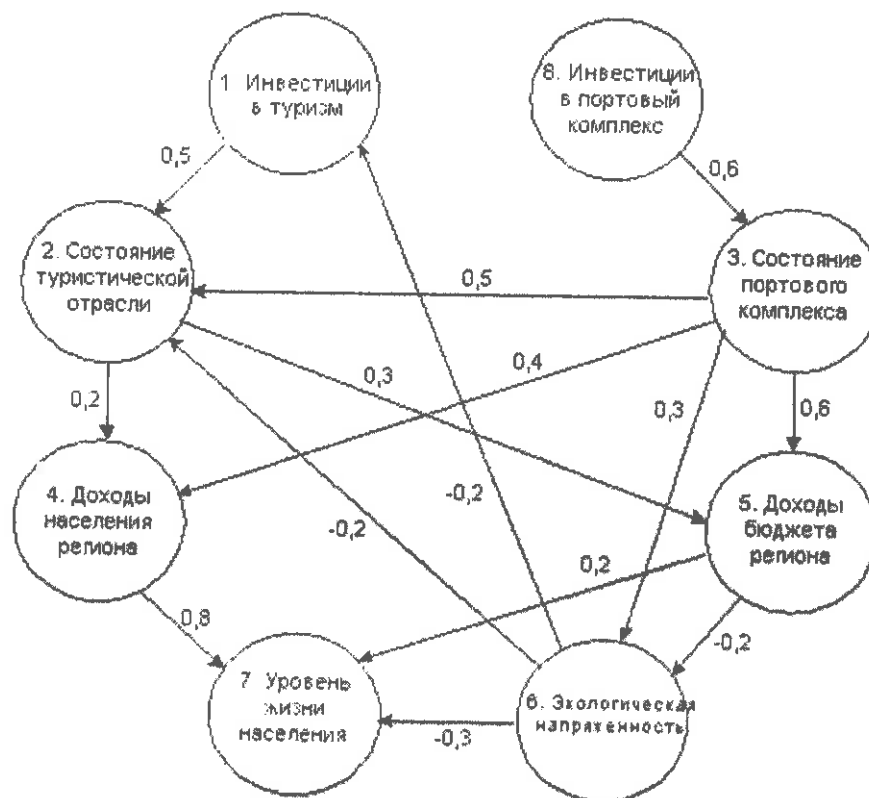 1 Инвестиции
в туризм
8. Инвестиции
в портовый
комплекс
0,5
0,6
2. Состояние
туристической
отрасли
3. Состояние
портового
комплекса
0,5
0,3
0,4
0,2
0,3
0,6
4. Доходы
населения
региона
-0,2
-0,2
5. Доходы
бюджета
региона
0,2
0,8
-0,2
7 Уровень
жизни
населения
6. Экологическая
напряженность
-0,3